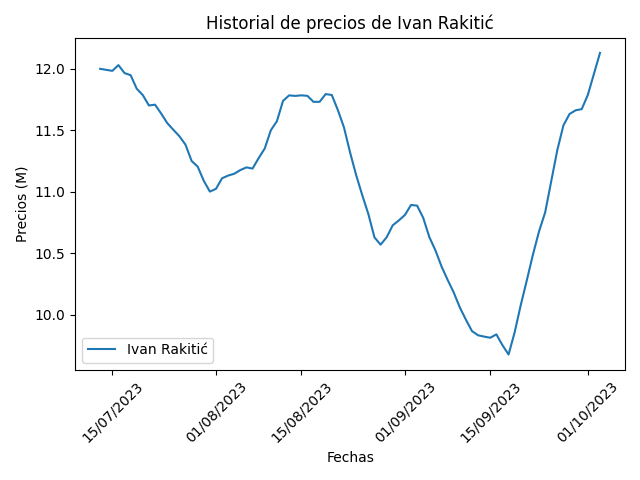 Historial de precios de Ivan Rakitić
Precios (M)
12.0
11.5
11.0
10.5
10.0
Ivan Rakitić
15/07/2023
01/08/2023
15/08/2023
01/09/2023
15/09/2023
01/10/2023
Fechas